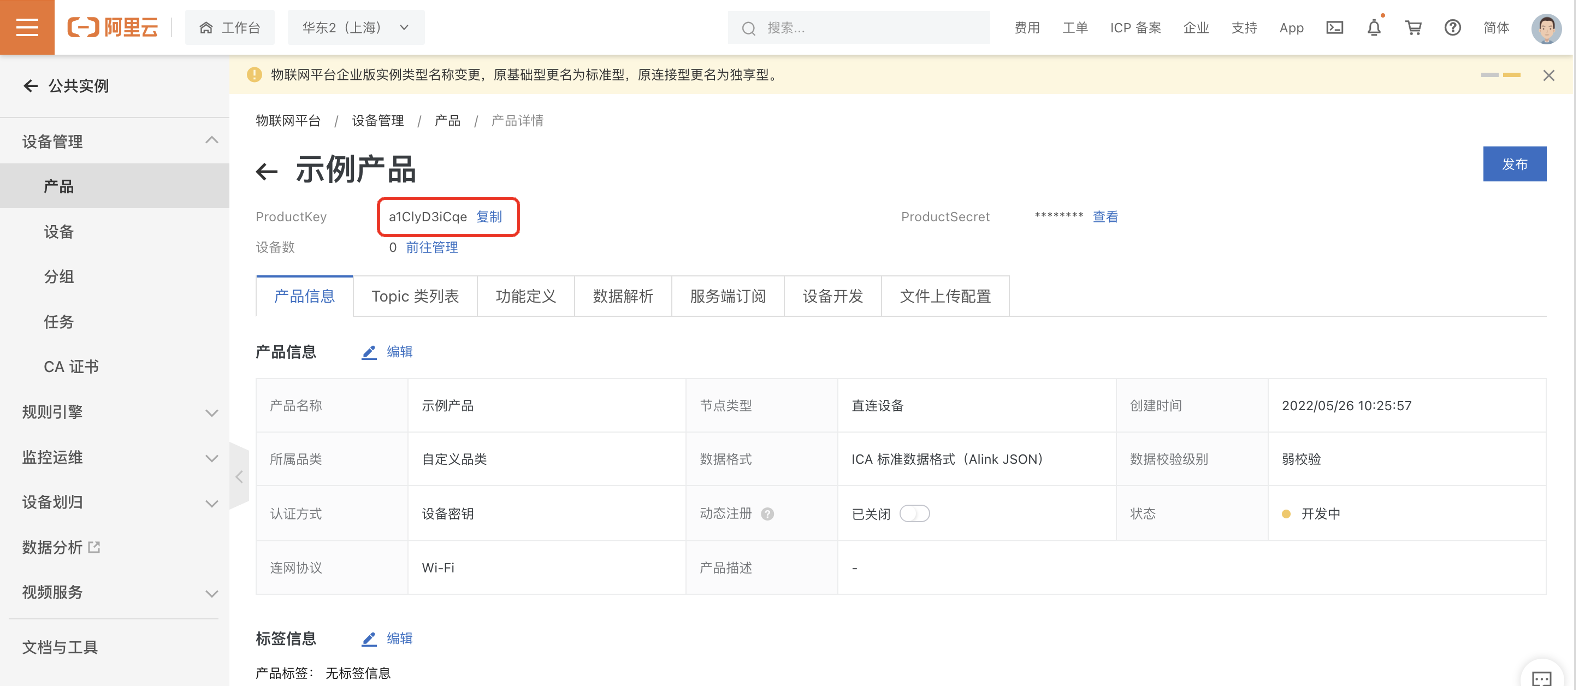 阿里云 工作台 华东2（上海） 搜索... 费用 工单 ICP 备案 企业 支持 App 简体
物联网平台企业版实例类型名称变更，原基础型更名为标准型，原连接型更名为独享型。
公共实例
设备管理
产品
设备
分组
任务
CA 证书
规则引擎
监控运维
设备划归
数据分析
视频服务
文档与工具
物联网平台 / 设备管理 / 产品 / 产品详情
示例产品
发布
ProductKey a1ClyD3iCqe 复制 ProductSecret ******** 查看
设备数 0 前往管理
产品信息 Topic 类列表 功能定义 数据解析 服务端订阅 设备开发 文件上传配置
产品信息 编辑
产品名称 示例产品 节点类型 直连设备 创建时间 2022/05/26 10:25:57
所属品类 自定义品类 数据格式 ICA 标准数据格式（Alink JSON） 数据校验级别 弱校验
认证方式 设备密钥 动态注册 已关闭 状态 开发中
连网协议 Wi-Fi 产品描述 -
标签信息 编辑
产品标签： 无标签信息